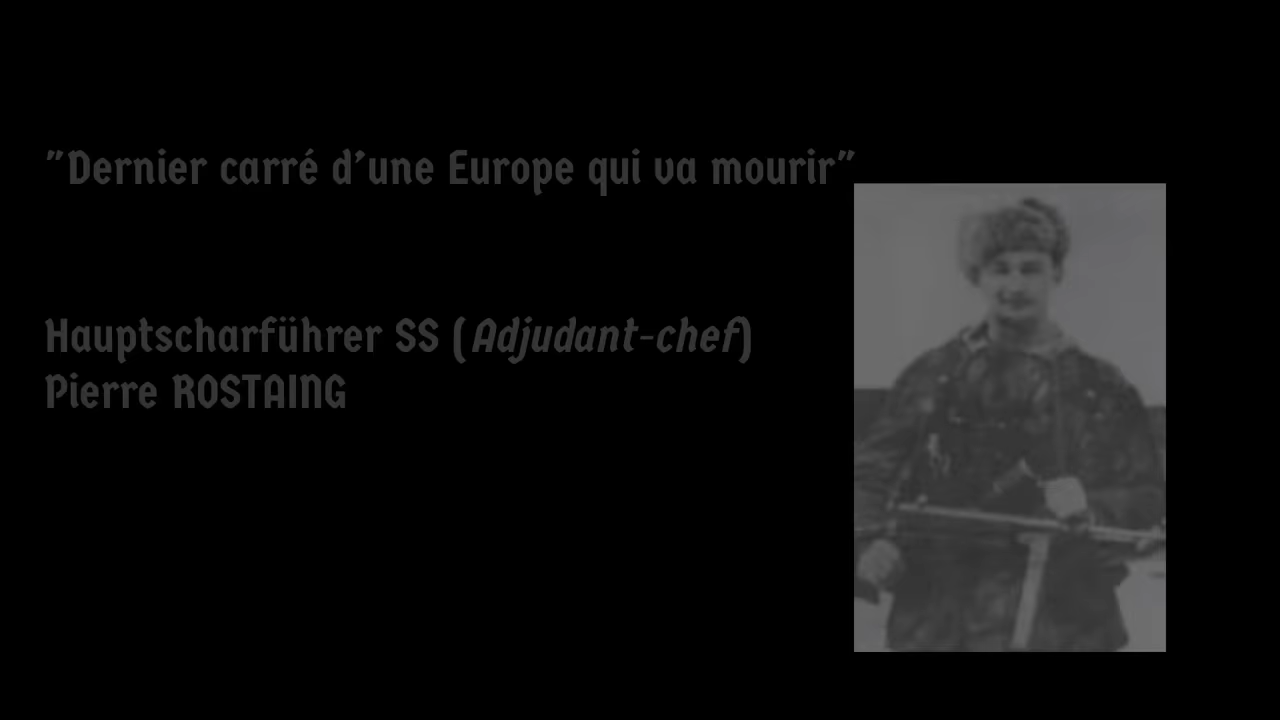 "Dernier carré d'une Europe qui va mourir"
Hauptscharführer SS (Adjudant-chef)
Pierre ROSTAING